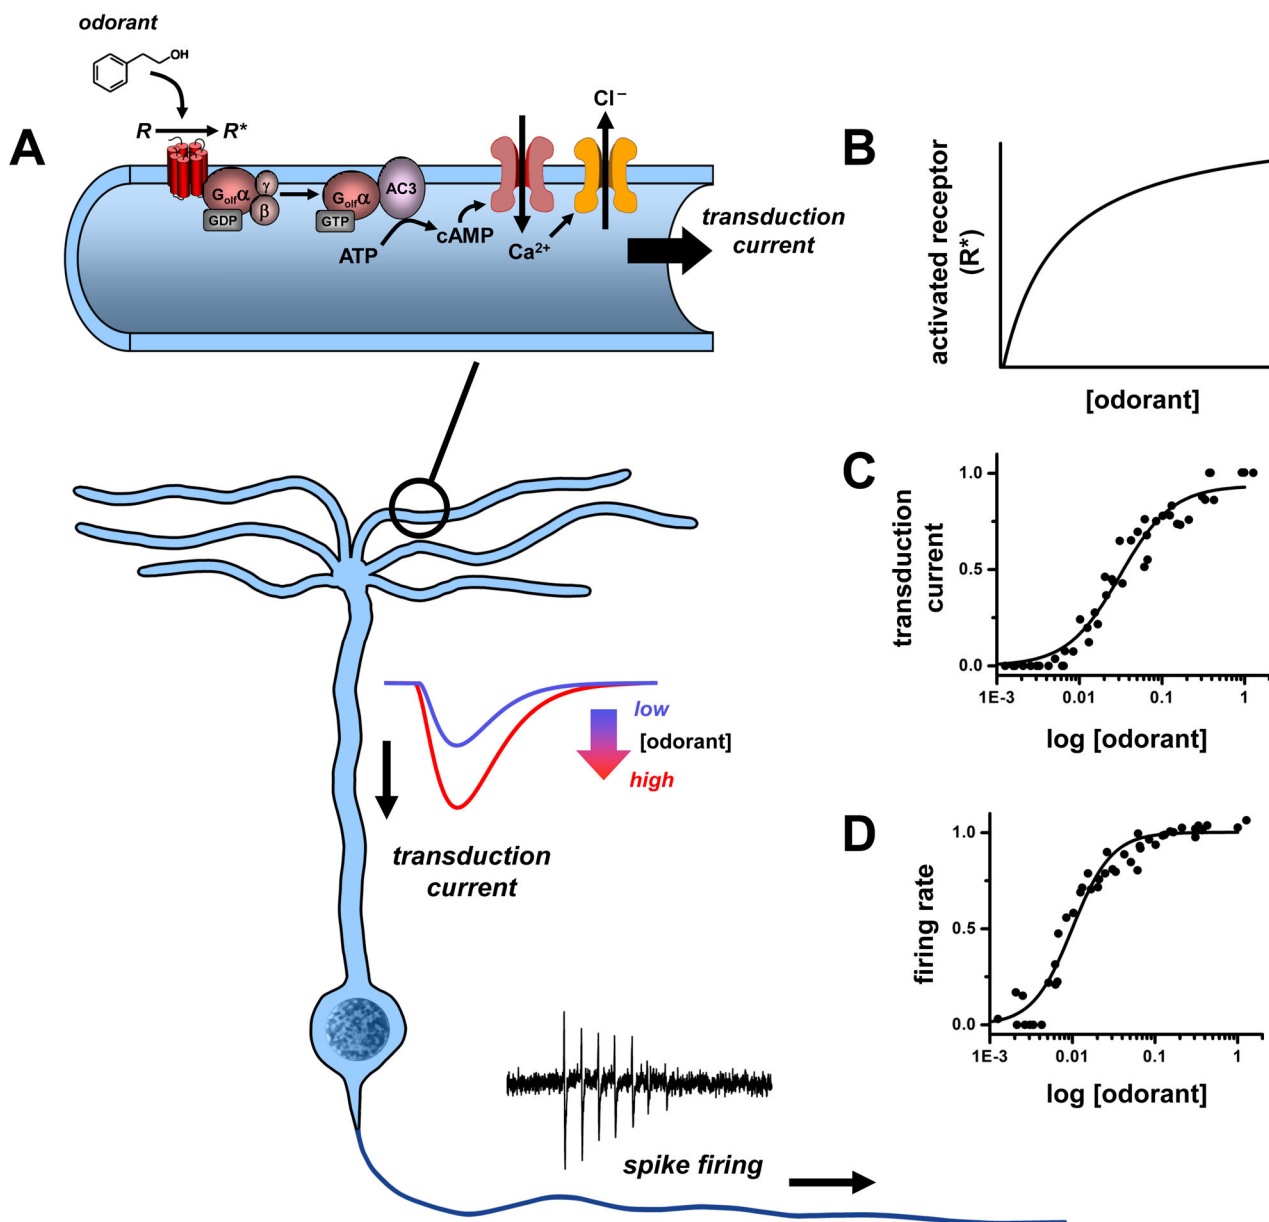 odorant
OH
A
R
R*
Cl⁻
Golfα
γ
β
GDP
Golfα
GTP
AC3
ATP
cAMP
Ca²⁺
transduction
current
B
activated receptor
(R*)
[odorant]
C
transduction
current
1.0
0.5
0.0
1E-3
0.01
0.1
1
log [odorant]
low
[odorant]
high
transduction
current
D
firing rate
1.0
0.5
0.0
1E-3
0.01
0.1
1
log [odorant]
spike firing